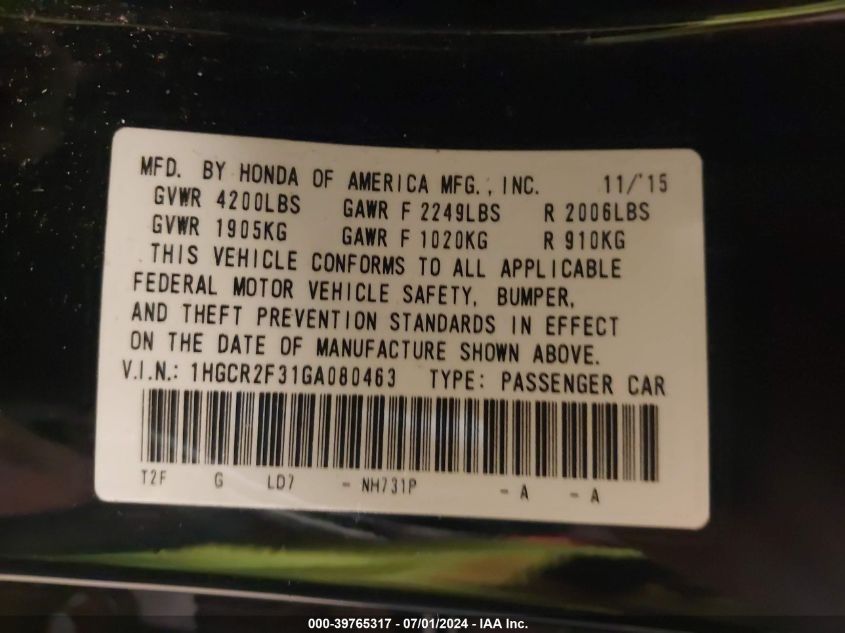 MFD. BY HONDA OF AMERICA MFG., INC. 11/'15
GVWR 4200LBS GAWR F 2249LBS R 2006LBS
GVWR 1905KG GAWR F 1020KG R 910KG
THIS VEHICLE CONFORMS TO ALL APPLICABLE
FEDERAL MOTOR VEHICLE SAFETY, BUMPER,
AND THEFT PREVENTION STANDARDS IN EFFECT
ON THE DATE OF MANUFACTURE SHOWN ABOVE.
V.I.N.: 1HGCR2F31GA080463 TYPE: PASSENGER CAR
T2F G LD7 - NH731P - A - A
000-39765317 - 07/01/2024 - IAA Inc.